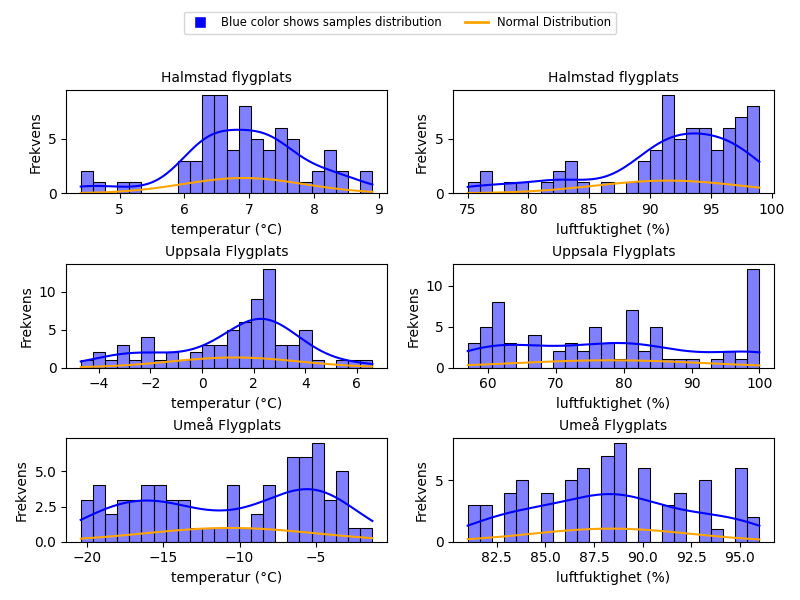 Blue color shows samples distribution Normal Distribution
Halmstad flygplats Halmstad flygplats
Frekvens Frekvens
5 5
0 0
5 6 7 8 9 75 80 85 90 95 100
temperatur (°C) luftfuktighet (%)
Uppsala Flygplats Uppsala Flygplats
Frekvens Frekvens
10 10
5 5
0 0
−4 −2 0 2 4 6 60 70 80 90 100
temperatur (°C) luftfuktighet (%)
Umeå Flygplats Umeå Flygplats
Frekvens Frekvens
5.0 5
2.5
0.0 0
−20 −15 −10 −5 82.5 85.0 87.5 90.0 92.5 95.0
temperatur (°C) luftfuktighet (%)